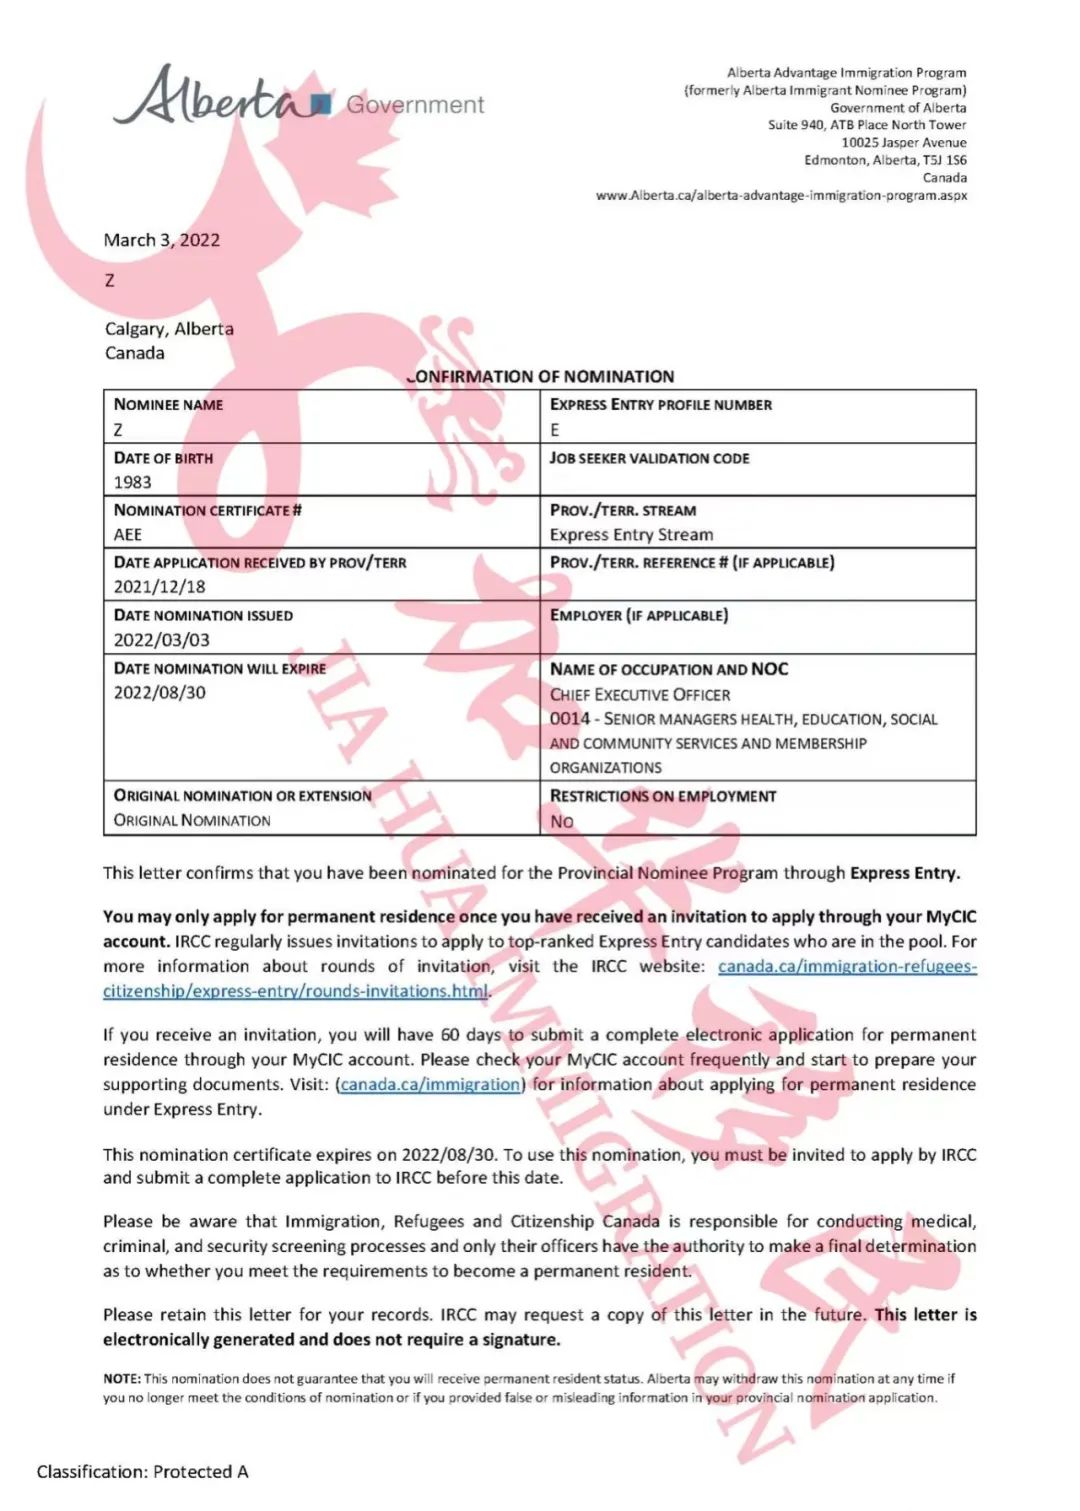 Alberta Government
Alberta Advantage Immigration Program
(formerly Alberta Immigrant Nominee Program)
Government of Alberta
Suite 940, ATB Place North Tower
10025 Jasper Avenue
Edmonton, Alberta, T5J 1S6
Canada
www.Alberta.ca/alberta-advantage-immigration-program.aspx
March 3, 2022
Z
Calgary, Alberta
Canada
ONFIRMATION OF NOMINATION
NOMINEE NAME
Z
EXPRESS ENTRY PROFILE NUMBER
E
DATE OF BIRTH
1983
JOB SEEKER VALIDATION CODE
NOMINATION CERTIFICATE #
AEE
PROV./TERR. STREAM
Express Entry Stream
DATE APPLICATION RECEIVED BY PROV/TERR
2021/12/18
PROV./TERR. REFERENCE # (IF APPLICABLE)
DATE NOMINATION ISSUED
2022/03/03
EMPLOYER (IF APPLICABLE)
DATE NOMINATION WILL EXPIRE
2022/08/30
NAME OF OCCUPATION AND NOC
CHIEF EXECUTIVE OFFICER
0014 - SENIOR MANAGERS HEALTH, EDUCATION, SOCIAL
AND COMMUNITY SERVICES AND MEMBERSHIP
ORGANIZATIONS
ORIGINAL NOMINATION OR EXTENSION
ORIGINAL NOMINATION
RESTRICTIONS ON EMPLOYMENT
NO
This letter confirms that you have been nominated for the Provincial Nominee Program through Express Entry.
You may only apply for permanent residence once you have received an invitation to apply through your MyCIC
account. IRCC regularly issues invitations to apply to top-ranked Express Entry candidates who are in the pool. For
more information about rounds of invitation, visit the IRCC website: canada.ca/immigration-refugees-
citizenship/express-entry/rounds-invitations.html.
If you receive an invitation, you will have 60 days to submit a complete electronic application for permanent
residence through your MyCIC account. Please check your MyCIC account frequently and start to prepare your
supporting documents. Visit: (canada.ca/immigration) for information about applying for permanent residence
under Express Entry.
This nomination certificate expires on 2022/08/30. To use this nomination, you must be invited to apply by IRCC
and submit a complete application to IRCC before this date.
Please be aware that Immigration, Refugees and Citizenship Canada is responsible for conducting medical,
criminal, and security screening processes and only their officers have the authority to make a final determination
as to whether you meet the requirements to become a permanent resident.
Please retain this letter for your records. IRCC may request a copy of this letter in the future. This letter is
electronically generated and does not require a signature.
NOTE: This nomination does not guarantee that you will receive permanent resident status. Alberta may withdraw this nomination at any time if
you no longer meet the conditions of nomination or if you provided false or misleading information in your provincial nomination application.
Classification: Protected A
加华移民
JIA HUA IMMIGRATION